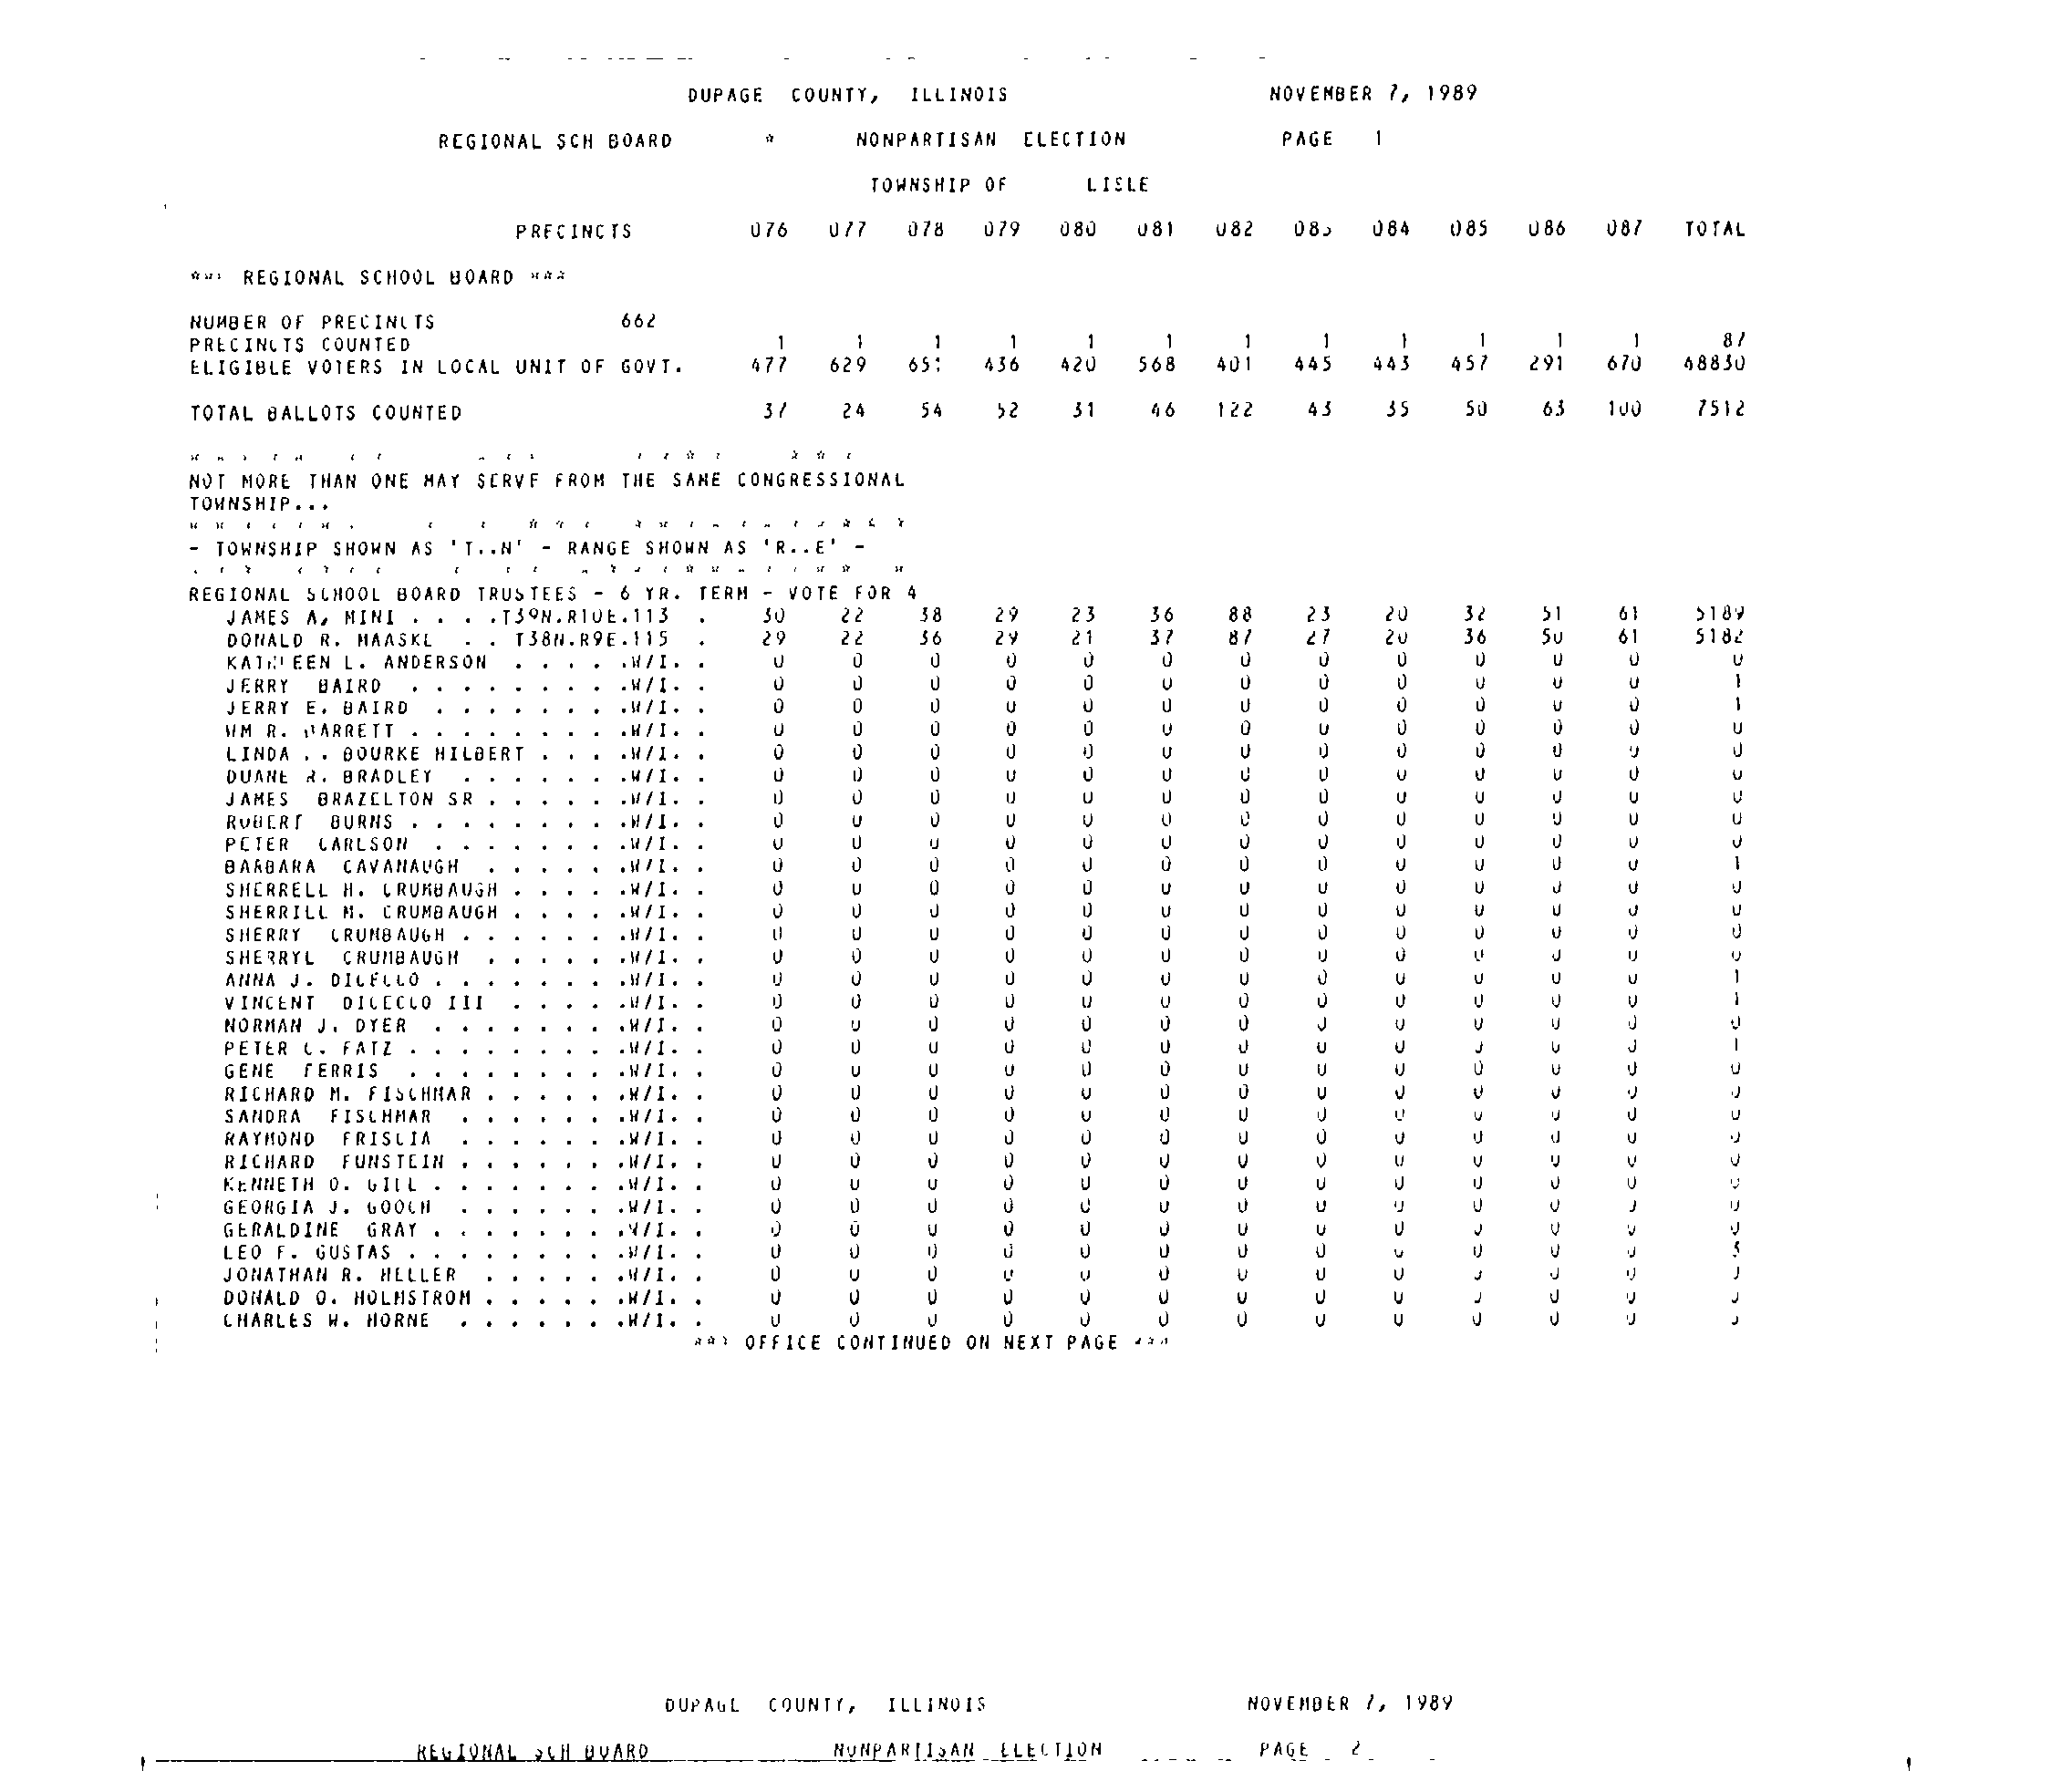 DUPAGE COUNTY, ILLINOIS NOVEMBER 7, 1989
REGIONAL SCH BOARD * NONPARTISAN ELECTION PAGE 1
TOWNSHIP OF LISLE
PRECINCTS 076 077 078 079 080 081 082 083 084 085 086 087 TOTAL
*** REGIONAL SCHOOL BOARD ***
NUMBER OF PRECINCTS 662
PRECINCTS COUNTED 1 1 1 1 1 1 1 1 1 1 1 1 87
ELIGIBLE VOTERS IN LOCAL UNIT OF GOVT. 477 629 436 420 568 401 445 443 457 291 670 48830
TOTAL BALLOTS COUNTED 37 24 54 52 31 46 122 43 35 50 63 100 7512
NOT MORE THAN ONE MAY SERVE FROM THE SAME CONGRESSIONAL
TOWNSHIP...
- TOWNSHIP SHOWN AS 'T..N' - RANGE SHOWN AS 'R..E' -
REGIONAL SCHOOL BOARD TRUSTEES - 6 YR. TERM - VOTE FOR 4
JAMES A. MINI . . . .T39N.R10E.113 . 30 22 38 29 23 36 88 23 20 32 51 61 5189
DONALD R. MAASKE . . T38N.R9E.115 . 29 22 36 29 21 37 87 27 20 36 50 61 5182
KATHLEEN L. ANDERSON . . . . .W/I. . 0 0 0 0 0 0 0 0 0 0 0 0 0
JERRY BAIRD . . . . . . . . .W/I. . 0 0 0 0 0 0 0 0 0 0 0 0 1
JERRY E. BAIRD . . . . . . . .W/I. . 0 0 0 0 0 0 0 0 0 0 0 0 1
WM R. BARRETT . . . . . . . . .W/I. . 0 0 0 0 0 0 0 0 0 0 0 0 0
LINDA . BOURKE HILBERT . . . .W/I. . 0 0 0 0 0 0 0 0 0 0 0 0 0
DUANE R. BRADLEY . . . . . . .W/I. . 0 0 0 0 0 0 0 0 0 0 0 0 0
JAMES BRAZELTON SR . . . . . .W/I. . 0 0 0 0 0 0 0 0 0 0 0 0 0
ROBERT BURNS . . . . . . . . .W/I. . 0 0 0 0 0 0 0 0 0 0 0 0 0
PETER CARLSON . . . . . . . .W/I. . 0 0 0 0 0 0 0 0 0 0 0 0 0
BARBARA CAVANAUGH . . . . . .W/I. . 0 0 0 0 0 0 0 0 0 0 0 0 1
SHERRELL H. CRUMBAUGH . . . . .W/I. . 0 0 0 0 0 0 0 0 0 0 0 0 0
SHERRILL M. CRUMBAUGH . . . . .W/I. . 0 0 0 0 0 0 0 0 0 0 0 0 0
SHERRY CRUMBAUGH . . . . . . .W/I. . 0 0 0 0 0 0 0 0 0 0 0 0 0
SHERRYL CRUMBAUGH . . . . . .W/I. . 0 0 0 0 0 0 0 0 0 0 0 0 0
ANNA J. DILELLO . . . . . . . .W/I. . 0 0 0 0 0 0 0 0 0 0 0 0 1
VINCENT DILECLO III . . . . .W/I. . 0 0 0 0 0 0 0 0 0 0 0 0 1
NORMAN J. DYER . . . . . . . .W/I. . 0 0 0 0 0 0 0 0 0 0 0 0 0
PETER C. FATZ . . . . . . . . .W/I. . 0 0 0 0 0 0 0 0 0 0 0 0 1
GENE FERRIS . . . . . . . . .W/I. . 0 0 0 0 0 0 0 0 0 0 0 0 0
RICHARD M. FISCHMAR . . . . . .W/I. . 0 0 0 0 0 0 0 0 0 0 0 0 0
SANDRA FISCHMAR . . . . . . .W/I. . 0 0 0 0 0 0 0 0 0 0 0 0 0
RAYMOND FRISCIA . . . . . . .W/I. . 0 0 0 0 0 0 0 0 0 0 0 0 0
RICHARD FUNSTEIN . . . . . . .W/I. . 0 0 0 0 0 0 0 0 0 0 0 0 0
KENNETH O. GILL . . . . . . . .W/I. . 0 0 0 0 0 0 0 0 0 0 0 0 0
GEORGIA J. GOOCH . . . . . . .W/I. . 0 0 0 0 0 0 0 0 0 0 0 0 0
GERALDINE GRAY . . . . . . . .W/I. . 0 0 0 0 0 0 0 0 0 0 0 0 0
LEO F. GUSTAS . . . . . . . . .W/I. . 0 0 0 0 0 0 0 0 0 0 0 0 3
JONATHAN R. HELLER . . . . . .W/I. . 0 0 0 0 0 0 0 0 0 0 0 0 0
DONALD O. HOLMSTROM . . . . . .W/I. . 0 0 0 0 0 0 0 0 0 0 0 0 0
CHARLES W. HORNE . . . . . . .W/I. . 0 0 0 0 0 0 0 0 0 0 0 0 0
*** OFFICE CONTINUED ON NEXT PAGE ***
DUPAGE COUNTY, ILLINOIS NOVEMBER 7, 1989
REGIONAL SCH BOARD NONPARTISAN ELECTION PAGE 2